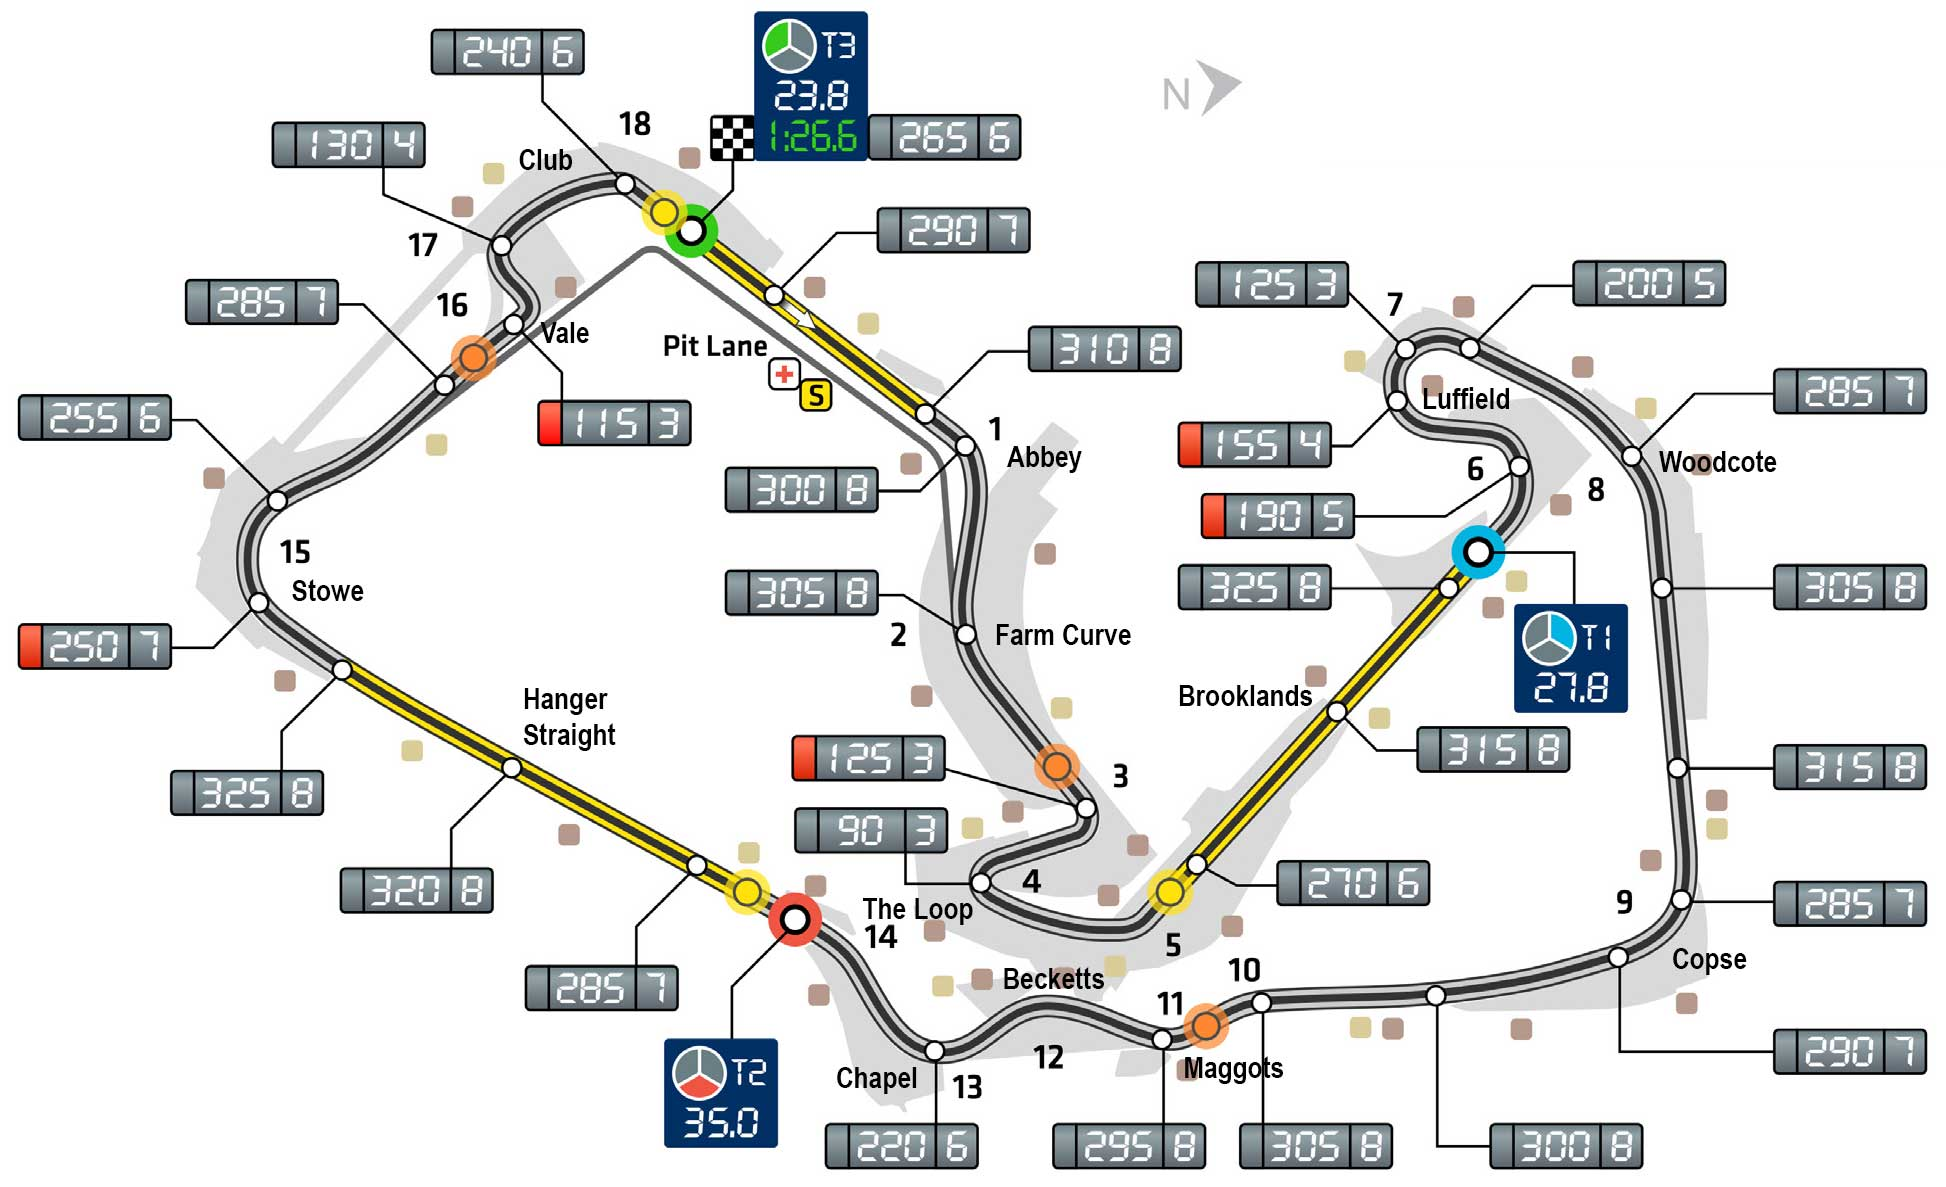 240 6
18
T3
23.8
1:26.6
265 6
N
130 4
Club
17
290 7
285 7
16
Vale
Pit Lane
S
310 8
125 3
7
200 5
255 6
115 3
1
Abbey
300 8
155 4
Luffield
6
190 5
285 7
Woodcote
8
15
Stowe
250 7
305 8
2
Farm Curve
325 8
T1
27.8
305 8
Hanger
Straight
Brooklands
315 8
315 8
325 8
125 3
3
320 8
90 3
4
The Loop
14
5
270 6
9
285 7
Copse
285 7
Becketts
10
11
12
Maggots
Chapel
13
290 7
T2
35.0
220 6
295 8
305 8
300 8